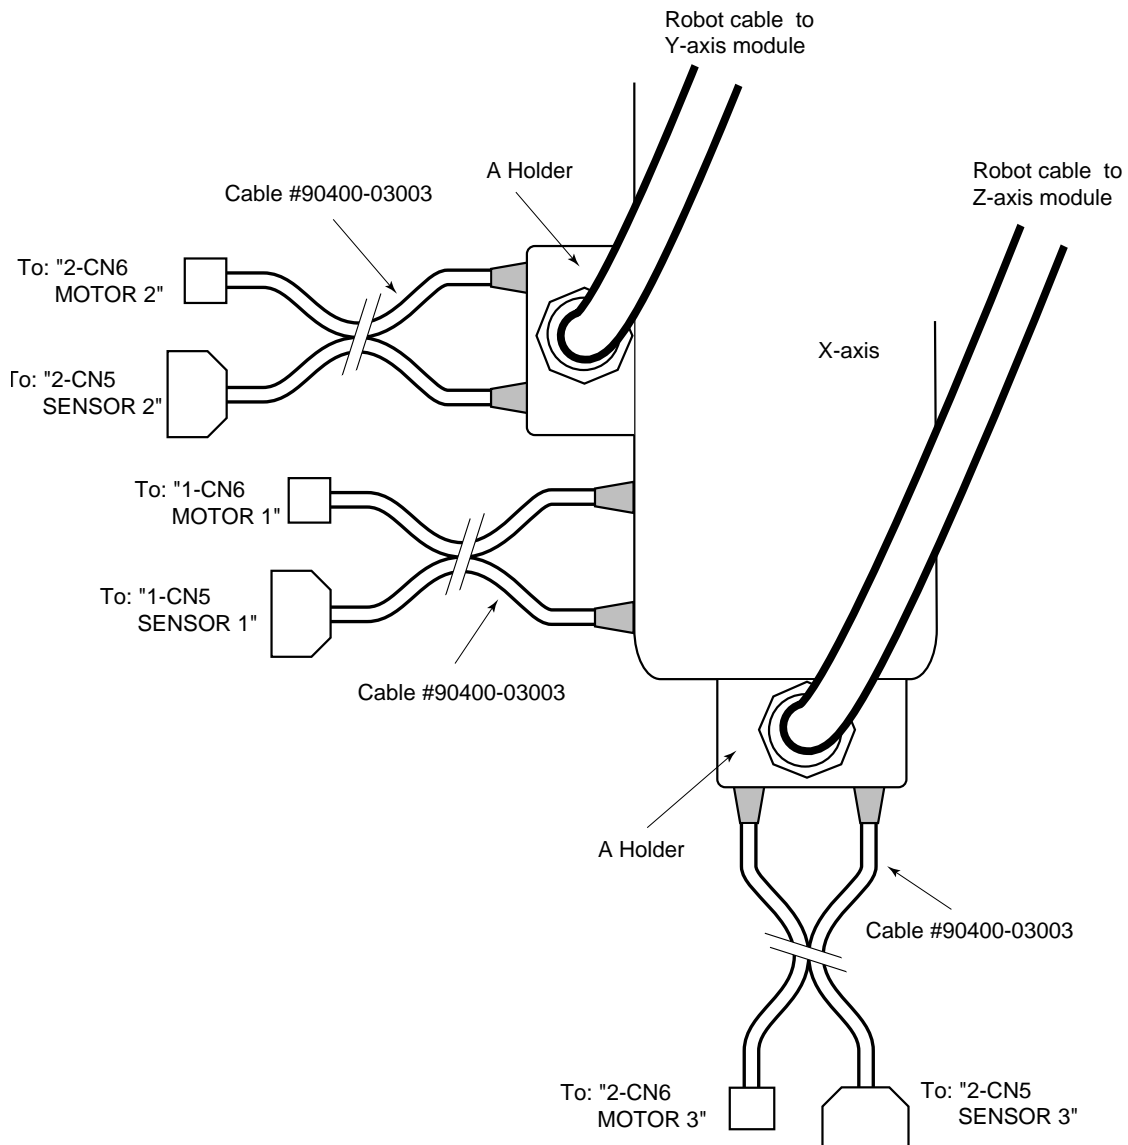 Robot cable to
Y-axis module
Robot cable to
Z-axis module
A Holder
Cable #90400-03003
To: "2-CN6
MOTOR 2"
X-axis
To: "2-CN5
SENSOR 2"
To: "1-CN6
MOTOR 1"
To: "1-CN5
SENSOR 1"
Cable #90400-03003
A Holder
Cable #90400-03003
To: "2-CN6
MOTOR 3"
To: "2-CN5
SENSOR 3"